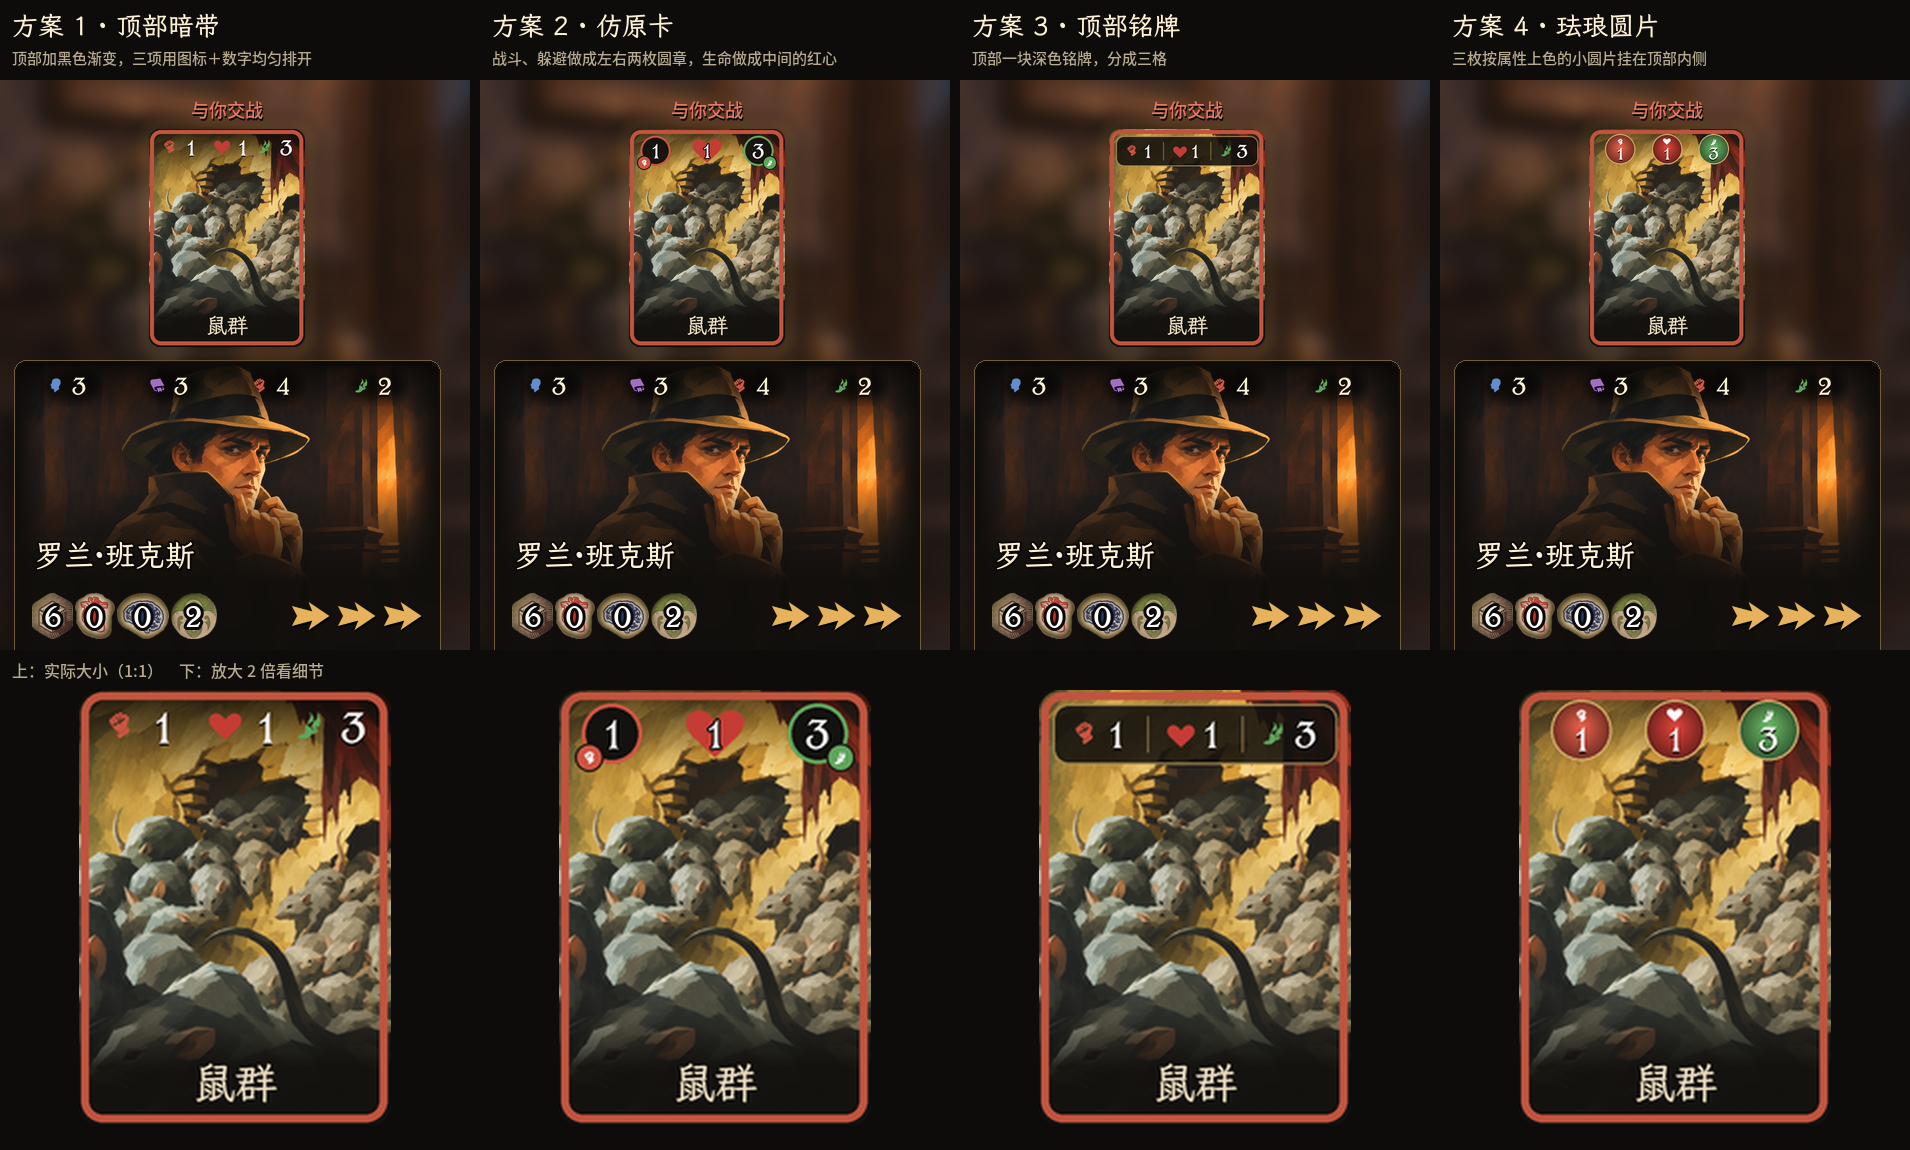 方案 1・顶部暗带
顶部加黑色渐变，三项用图标＋数字均匀排开
与你交战
1 1 3
鼠群
3 3 4 2
罗兰•班克斯
6 0 0 2
方案 2・仿原卡
战斗、躲避做成左右两枚圆章，生命做成中间的红心
与你交战
1 1 3
鼠群
3 3 4 2
罗兰•班克斯
6 0 0 2
方案 3・顶部铭牌
顶部一块深色铭牌，分成三格
与你交战
1 1 3
鼠群
3 3 4 2
罗兰•班克斯
6 0 0 2
方案 4・珐琅圆片
三枚按属性上色的小圆片挂在顶部内侧
与你交战
1 1 3
鼠群
3 3 4 2
罗兰•班克斯
6 0 0 2
上：实际大小（1:1） 下：放大 2 倍看细节
1 1 3
鼠群
1 1 3
鼠群
1 1 3
鼠群
1 1 3
鼠群